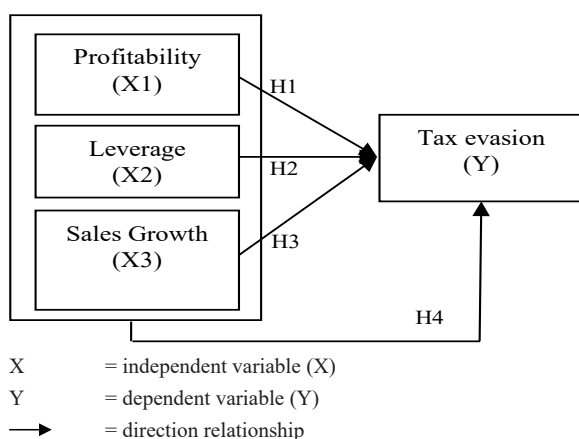 Profitability
(X1)
H1
Leverage
(X2)
H2
Sales Growth
(X3)
H3
Tax evasion
(Y)
H4
X = independent variable (X)
Y = dependent variable (Y)
= direction relationship